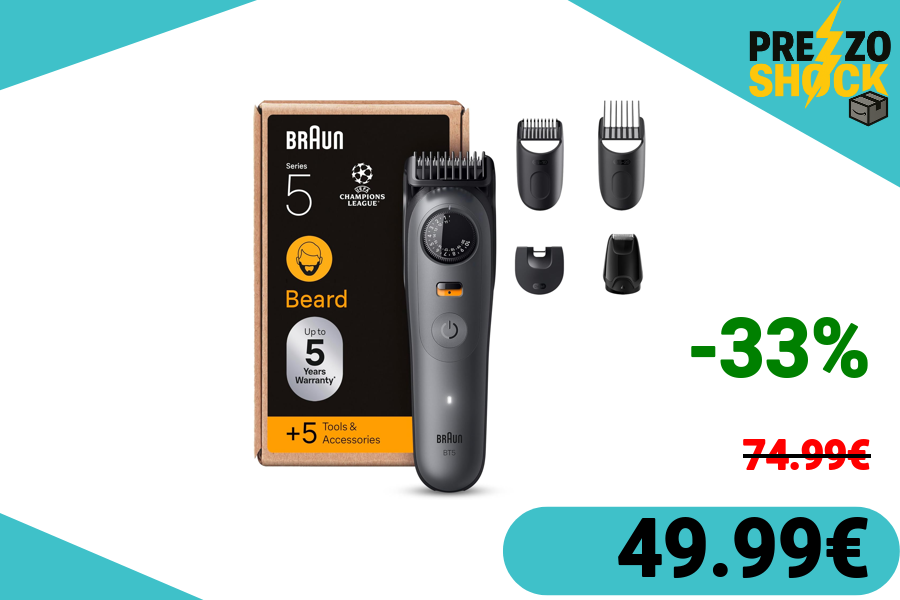 PREZZO
SHOCK
BRAUN
Series
5
UEFA
CHAMPIONS
LEAGUE
Beard
Up to
5
Years
Warranty*
+5 Tools &
Accessories
BRAUN
BT5
-33%
74.99€
49.99€